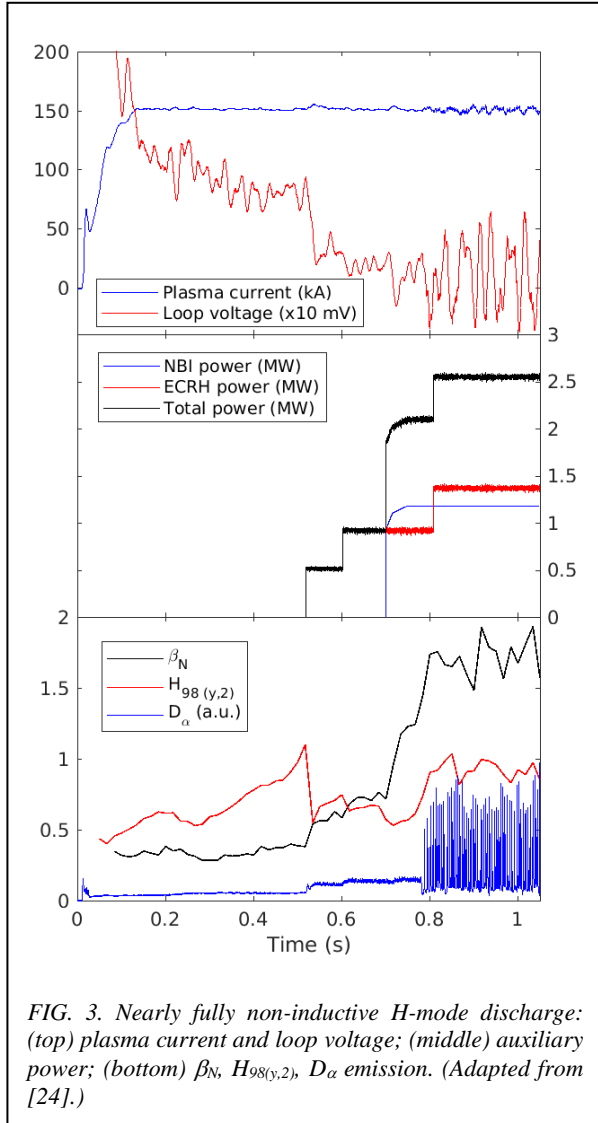 200
150
100
50
0
Plasma current (kA)
Loop voltage (x10 mV)
3
2.5
2
1.5
1
0.5
0
NBI power (MW)
ECRH power (MW)
Total power (MW)
2
1.5
1
0.5
0
β_N
H_98 (y,2)
D_α (a.u.)
0 0.2 0.4 0.6 0.8 1
Time (s)
FIG. 3. Nearly fully non-inductive H-mode discharge:
(top) plasma current and loop voltage; (middle) auxiliary
power; (bottom) β_N, H_98(y,2), D_α emission. (Adapted from
[24].)